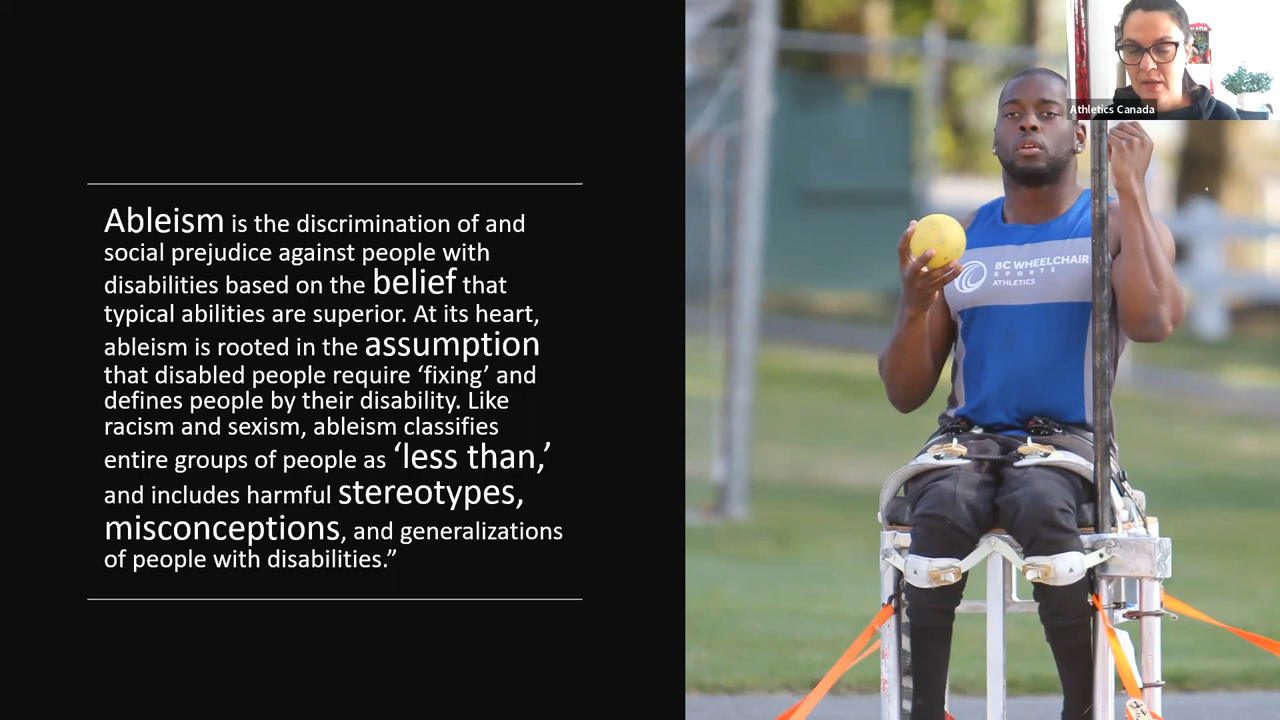 Ableism is the discrimination of and
social prejudice against people with
disabilities based on the belief that
typical abilities are superior. At its heart,
ableism is rooted in the assumption
that disabled people require ‘fixing’ and
defines people by their disability. Like
racism and sexism, ableism classifies
entire groups of people as ‘less than,’
and includes harmful stereotypes,
misconceptions, and generalizations
of people with disabilities.”
Athletics Canada
BC WHEELCHAIR
SPORTS
ATHLETICS